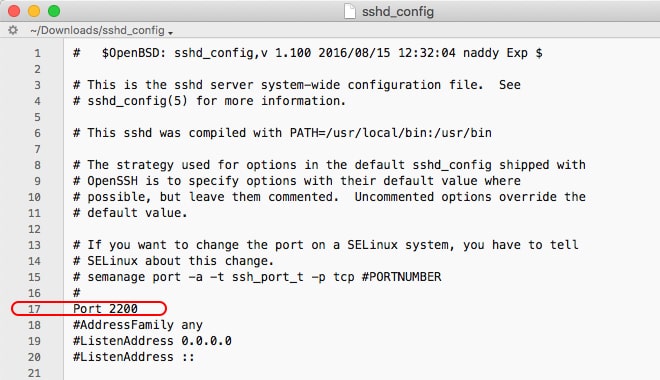 sshd_config
~/Downloads/sshd_config
1 #   $OpenBSD: sshd_config,v 1.100 2016/08/15 12:32:04 naddy Exp $
2
3 # This is the sshd server system-wide configuration file.  See
4 # sshd_config(5) for more information.
5
6 # This sshd was compiled with PATH=/usr/local/bin:/usr/bin
7
8 # The strategy used for options in the default sshd_config shipped with
9 # OpenSSH is to specify options with their default value where
10 # possible, but leave them commented.  Uncommented options override the
11 # default value.
12
13 # If you want to change the port on a SELinux system, you have to tell
14 # SELinux about this change.
15 # semanage port -a -t ssh_port_t -p tcp #PORTNUMBER
16 #
17 Port 2200
18 #AddressFamily any
19 #ListenAddress 0.0.0.0
20 #ListenAddress ::
21